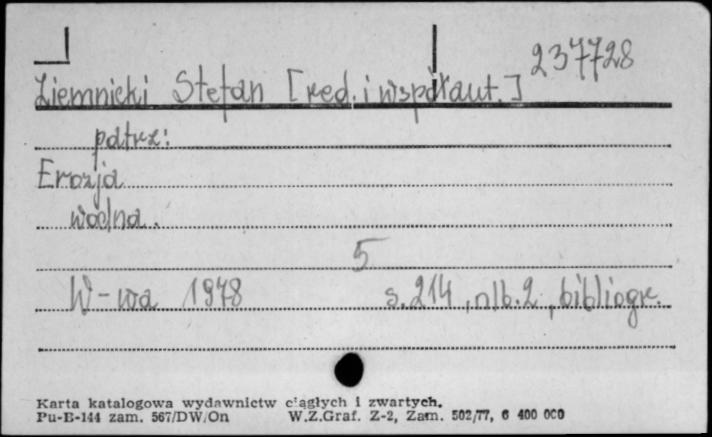 237728
Ziemnicki Stefan [red. i współaut.]
patrz:
Erozja
wodna.
5
W-wa 1978 s. 214, nlb. 2, bibliogr.
Karta katalogowa wydawnictw ciągłych i zwartych.
Pu-B-144 zam. 567/DW/On W.Z.Graf. Z-2, Zam. 502/77, 6 400 000